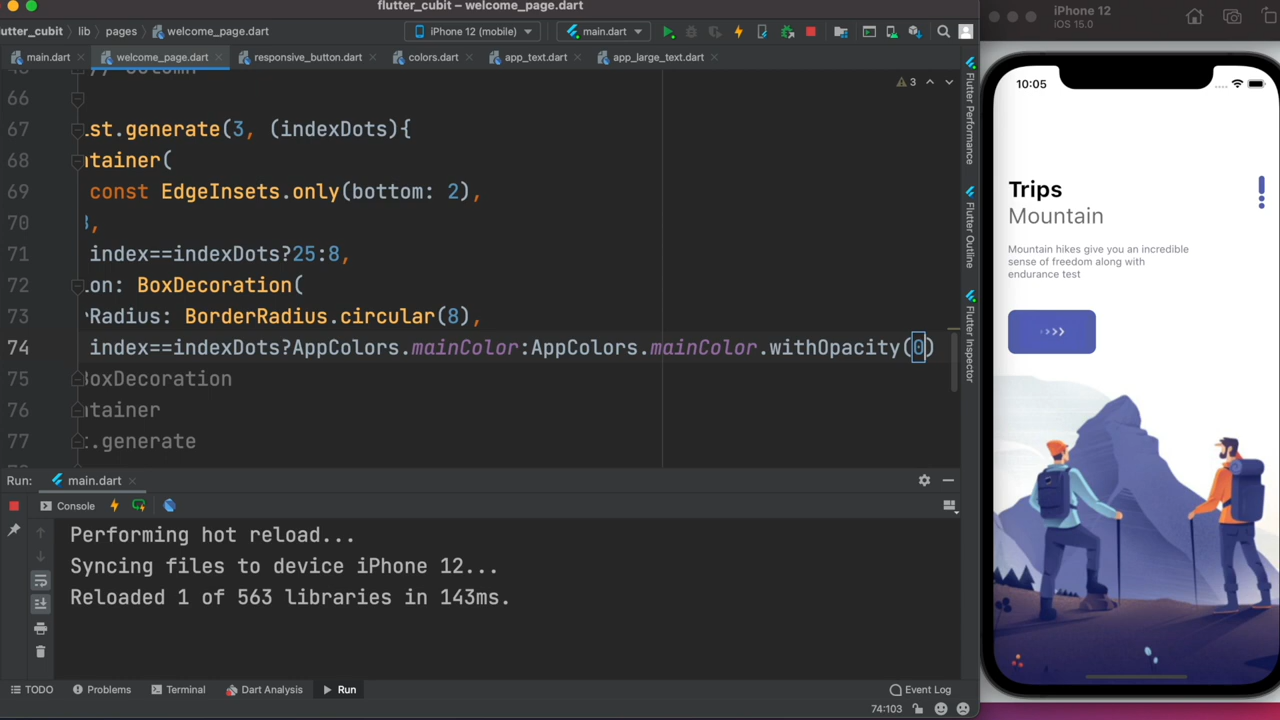 flutter_cubit – welcome_page.dart
utter_cubit
lib
pages
welcome_page.dart
iPhone 12 (mobile)
main.dart
main.dart
welcome_page.dart
responsive_button.dart
colors.dart
app_text.dart
app_large_text.dart
// Column
3
66
67 st.generate(3, (indexDots){
68 ntainer(
69 const EdgeInsets.only(bottom: 2),
70 ,
71 index==indexDots?25:8,
72 on: BoxDecoration(
73 Radius: BorderRadius.circular(8),
74 index==indexDots?AppColors.mainColor:AppColors.mainColor.withOpacity(0)
75 BoxDecoration
76 ntainer
77 t.generate
Flutter Performance
Flutter Outline
Flutter Inspector
Run:
main.dart
Console
Performing hot reload...
Syncing files to device iPhone 12...
Reloaded 1 of 563 libraries in 143ms.
TODO
Problems
Terminal
Dart Analysis
Run
Event Log
74:103
iPhone 12
iOS 15.0
10:05
Trips
Mountain
Mountain hikes give you an incredible
sense of freedom along with
endurance test